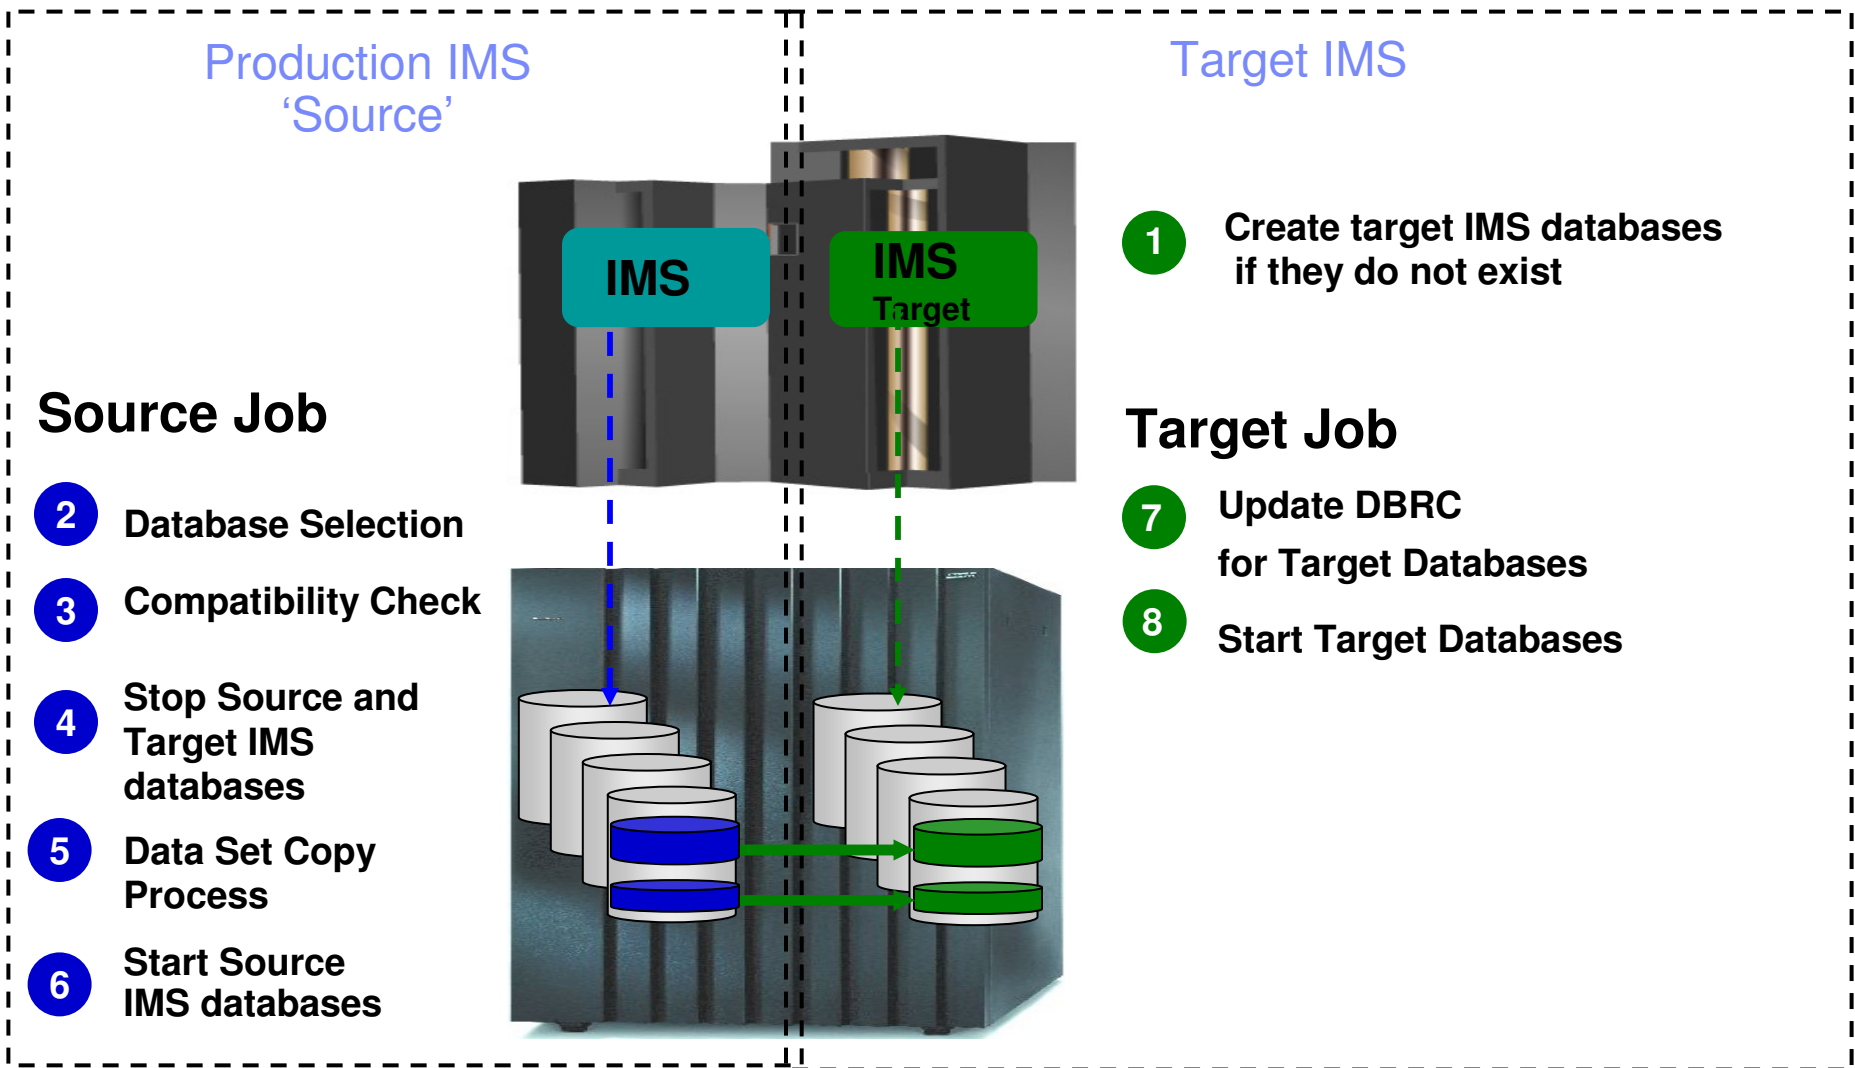 Production IMS
‘Source’
Target IMS
IMS
IMS
Target
1
Create target IMS databases
if they do not exist
Source Job
2
Database Selection
3
Compatibility Check
4
Stop Source and
Target IMS
databases
5
Data Set Copy
Process
6
Start Source
IMS databases
Target Job
7
Update DBRC
for Target Databases
8
Start Target Databases